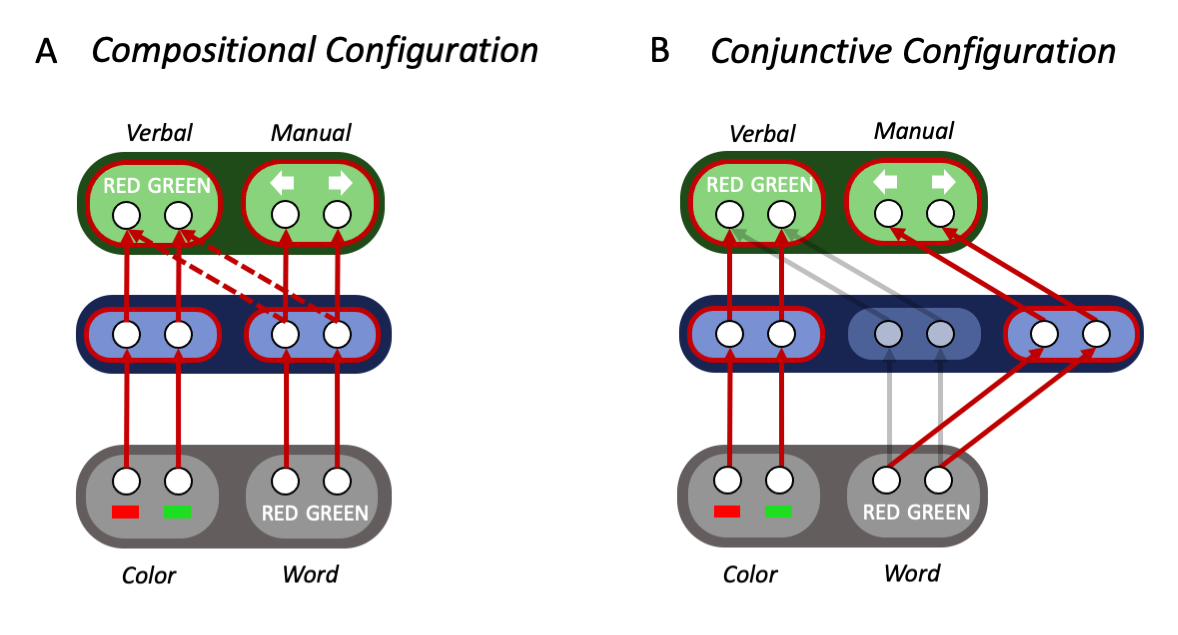 A Compositional Configuration
Verbal Manual
RED GREEN
RED GREEN
Color Word
B Conjunctive Configuration
Verbal Manual
RED GREEN
RED GREEN
Color Word